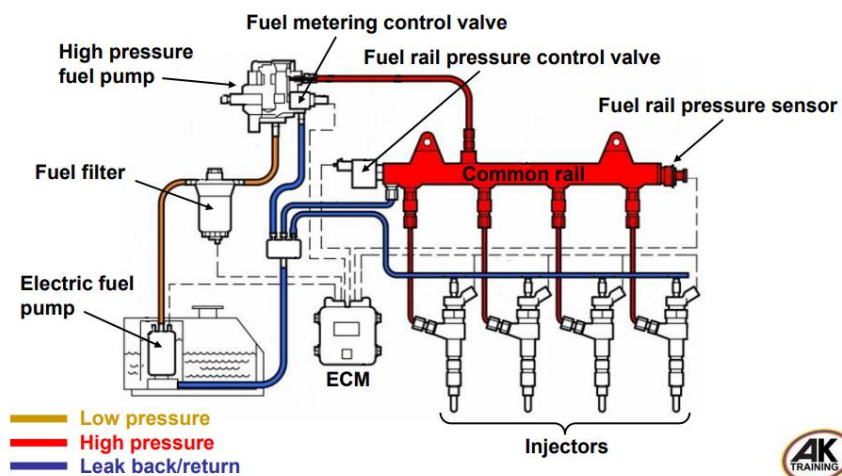 Fuel metering control valve
High pressure
fuel pump
Fuel rail pressure control valve
Fuel rail pressure sensor
Common rail
Fuel filter
Electric fuel
pump
ECM
Injectors
Low pressure
High pressure
Leak back/return
AK
TRAINING